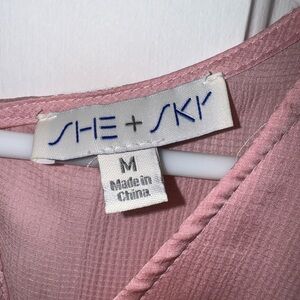 SHE + SKY
M
Made in
China